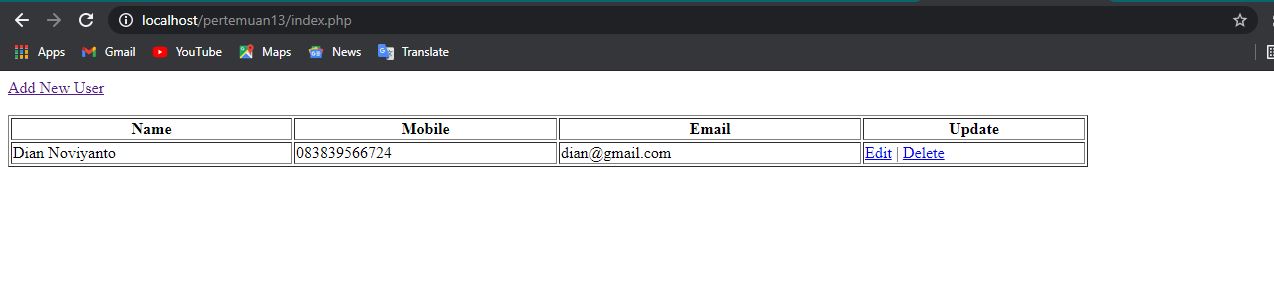 localhost/pertemuan13/index.php
Apps Gmail YouTube Maps News Translate
Add New User
Name Mobile Email Update
Dian Noviyanto 083839566724 dian@gmail.com Edit | Delete